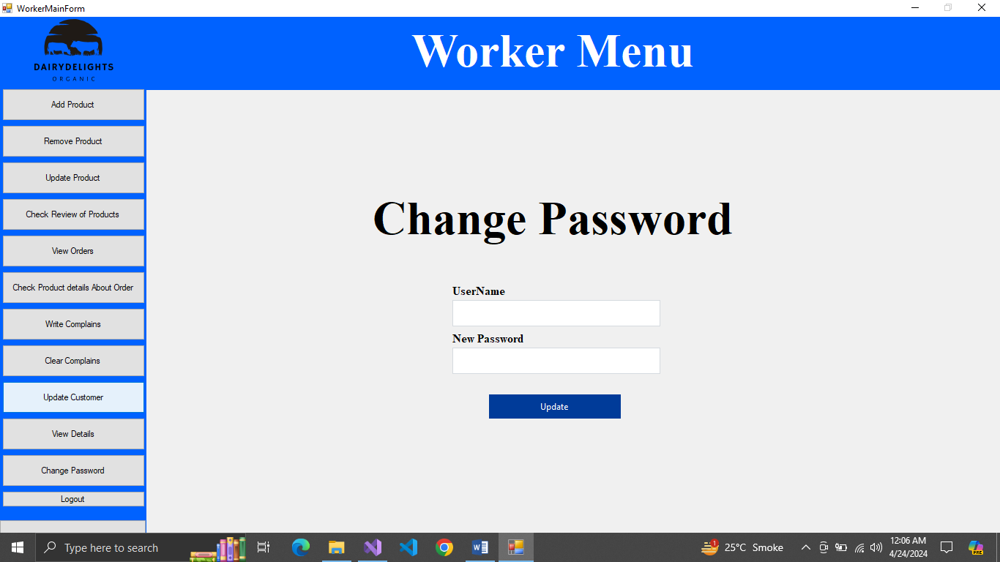 WorkerMainForm
DAIRYDELIGHTS
ORGANIC
Worker Menu
Add Product
Remove Product
Update Product
Check Review of Products
View Orders
Check Product details About Order
Write Complains
Clear Complains
Update Customer
View Details
Change Password
Logout
Change Password
UserName
New Password
Update
Type here to search
1
25°C Smoke
12:06 AM
4/24/2024
PRE